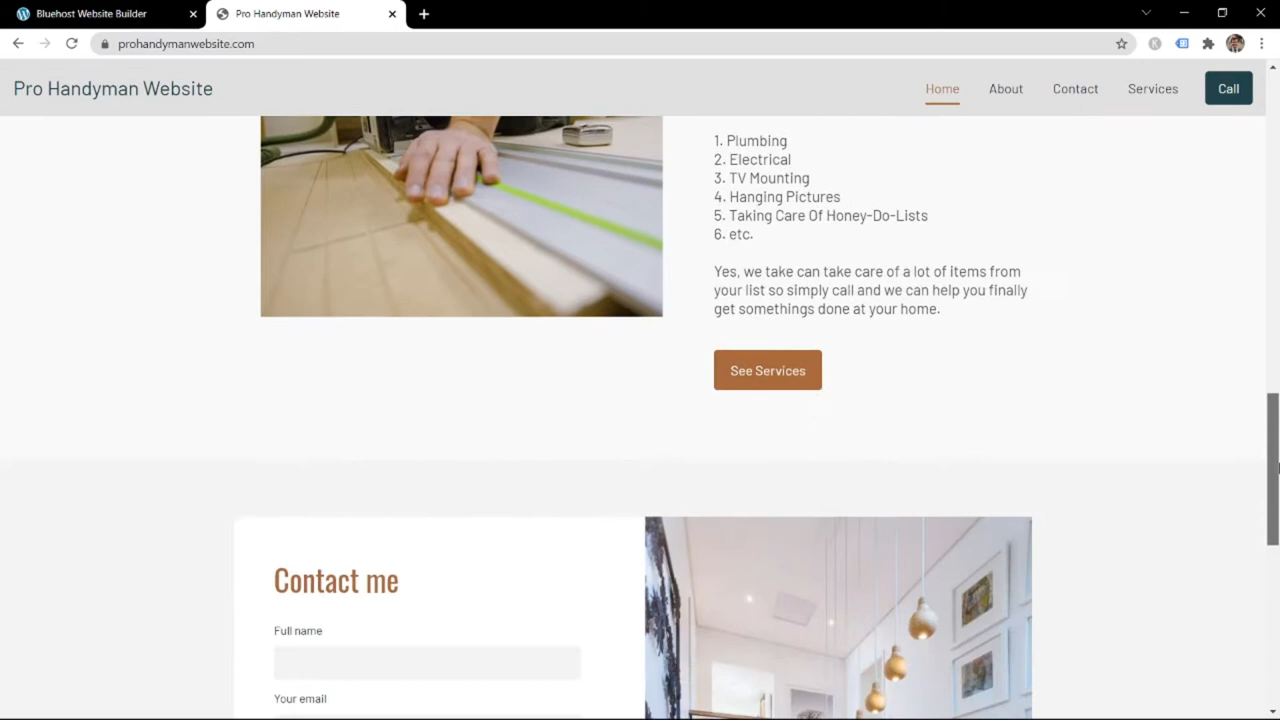 Bluehost Website Builder
Pro Handyman Website
prohandymanwebsite.com
Pro Handyman Website
Home
About
Contact
Services
Call
1. Plumbing
2. Electrical
3. TV Mounting
4. Hanging Pictures
5. Taking Care Of Honey-Do-Lists
6. etc.
Yes, we take can take care of a lot of items from
your list so simply call and we can help you finally
get somethings done at your home.
See Services
Contact me
Full name
Your email